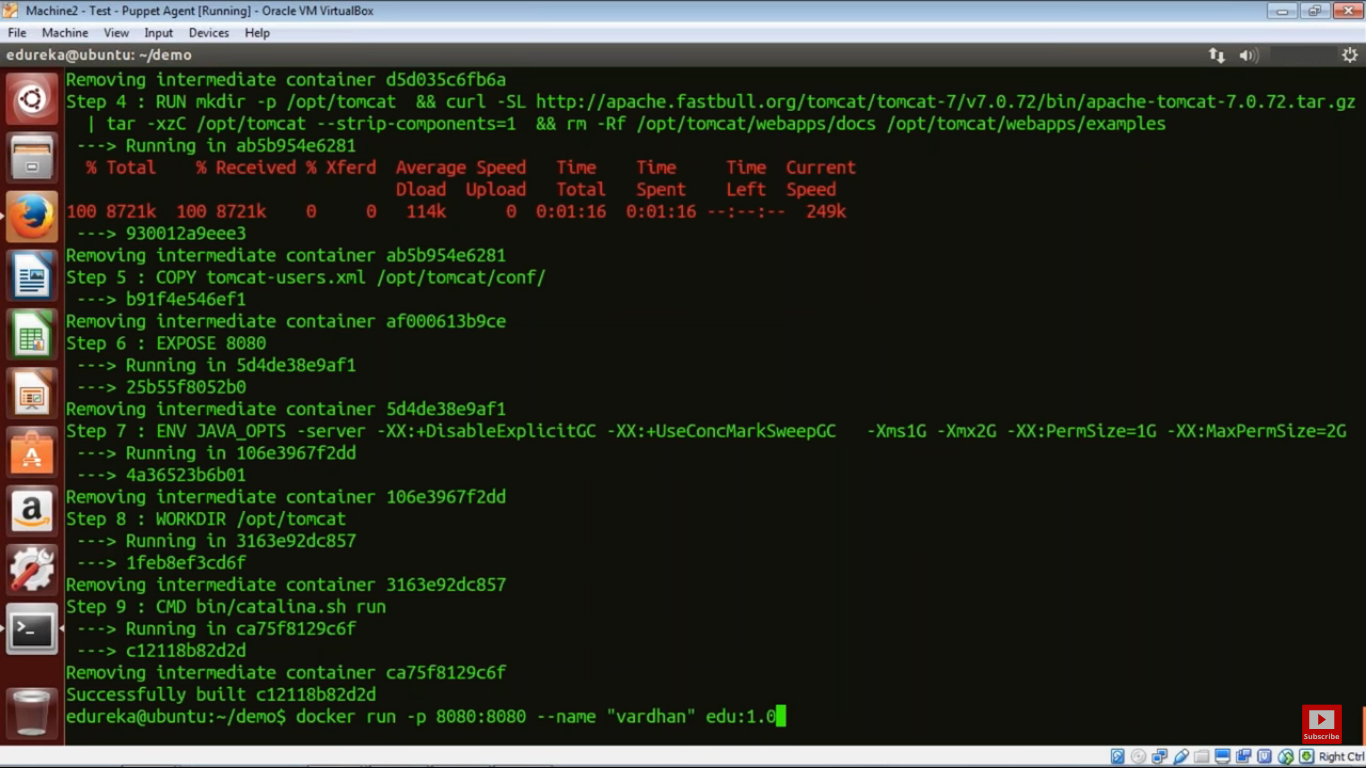 Machine2 - Test - Puppet Agent [Running] - Oracle VM VirtualBox
File Machine View Input Devices Help
edureka@ubuntu: ~/demo
Removing intermediate container d5d035c6fb6a
Step 4 : RUN mkdir -p /opt/tomcat  && curl -SL http://apache.fastbull.org/tomcat/tomcat-7/v7.0.72/bin/apache-tomcat-7.0.72.tar.gz
  | tar -xzC /opt/tomcat --strip-components=1  && rm -Rf /opt/tomcat/webapps/docs /opt/tomcat/webapps/examples
 ---> Running in ab5b954e6281
  % Total    % Received % Xferd  Average Speed   Time    Time     Time  Current
                                 Dload  Upload   Total   Spent    Left  Speed
100 8721k  100 8721k    0     0   114k      0  0:01:16  0:01:16 --:--:--  249k
 ---> 930012a9eee3
Removing intermediate container ab5b954e6281
Step 5 : COPY tomcat-users.xml /opt/tomcat/conf/
 ---> b91f4e546ef1
Removing intermediate container af000613b9ce
Step 6 : EXPOSE 8080
 ---> Running in 5d4de38e9af1
 ---> 25b55f8052b0
Removing intermediate container 5d4de38e9af1
Step 7 : ENV JAVA_OPTS -server -XX:+DisableExplicitGC -XX:+UseConcMarkSweepGC   -Xms1G -Xmx2G -XX:PermSize=1G -XX:MaxPermSize=2G
 ---> Running in 106e3967f2dd
 ---> 4a36523b6b01
Removing intermediate container 106e3967f2dd
Step 8 : WORKDIR /opt/tomcat
 ---> Running in 3163e92dc857
 ---> 1feb8ef3cd6f
Removing intermediate container 3163e92dc857
Step 9 : CMD bin/catalina.sh run
 ---> Running in ca75f8129c6f
 ---> c12118b82d2d
Removing intermediate container ca75f8129c6f
Successfully built c12118b82d2d
edureka@ubuntu:~/demo$ docker run -p 8080:8080 --name "vardhan" edu:1.0
Subscribe
Right Ctrl